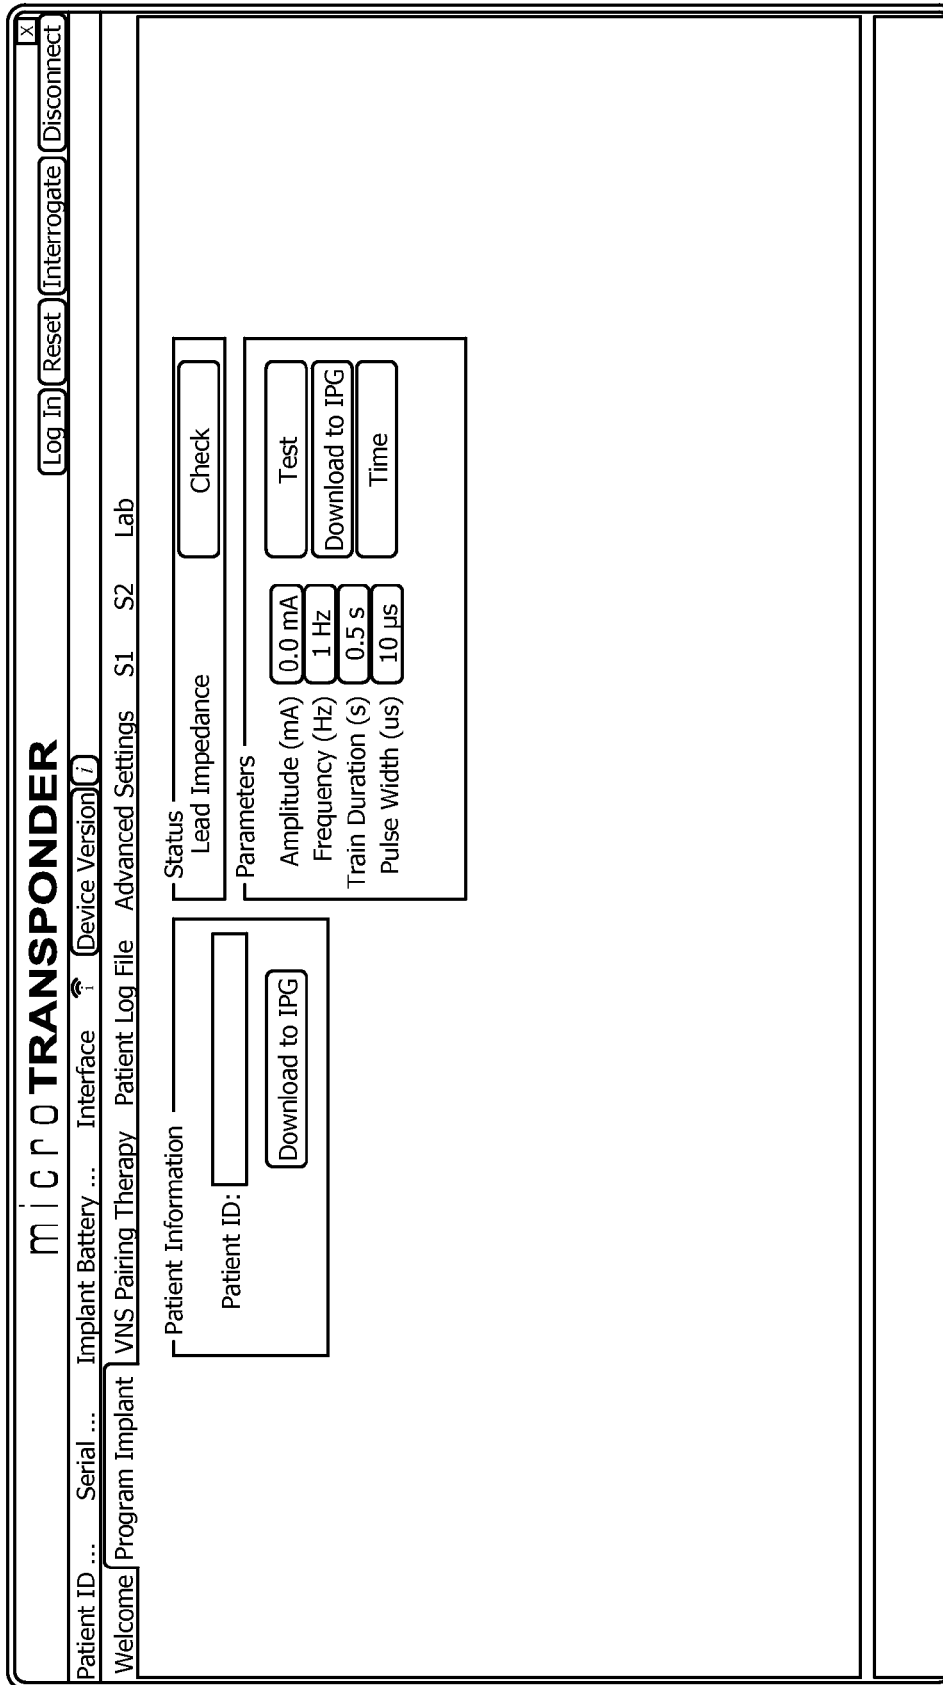 microTRANSPONDER
X
Log In Reset Interrogate Disconnect
Patient ID ... Serial ... Implant Battery ... Interface i Device Version i
Welcome Program Implant VNS Pairing Therapy Patient Log File Advanced Settings S1 S2 Lab
Patient Information
Patient ID:
Download to IPG
Status
Lead Impedance Check
Parameters
Amplitude (mA) 0.0 mA
Frequency (Hz) 1 Hz
Train Duration (s) 0.5 s
Pulse Width (us) 10 µs
Test
Download to IPG
Time